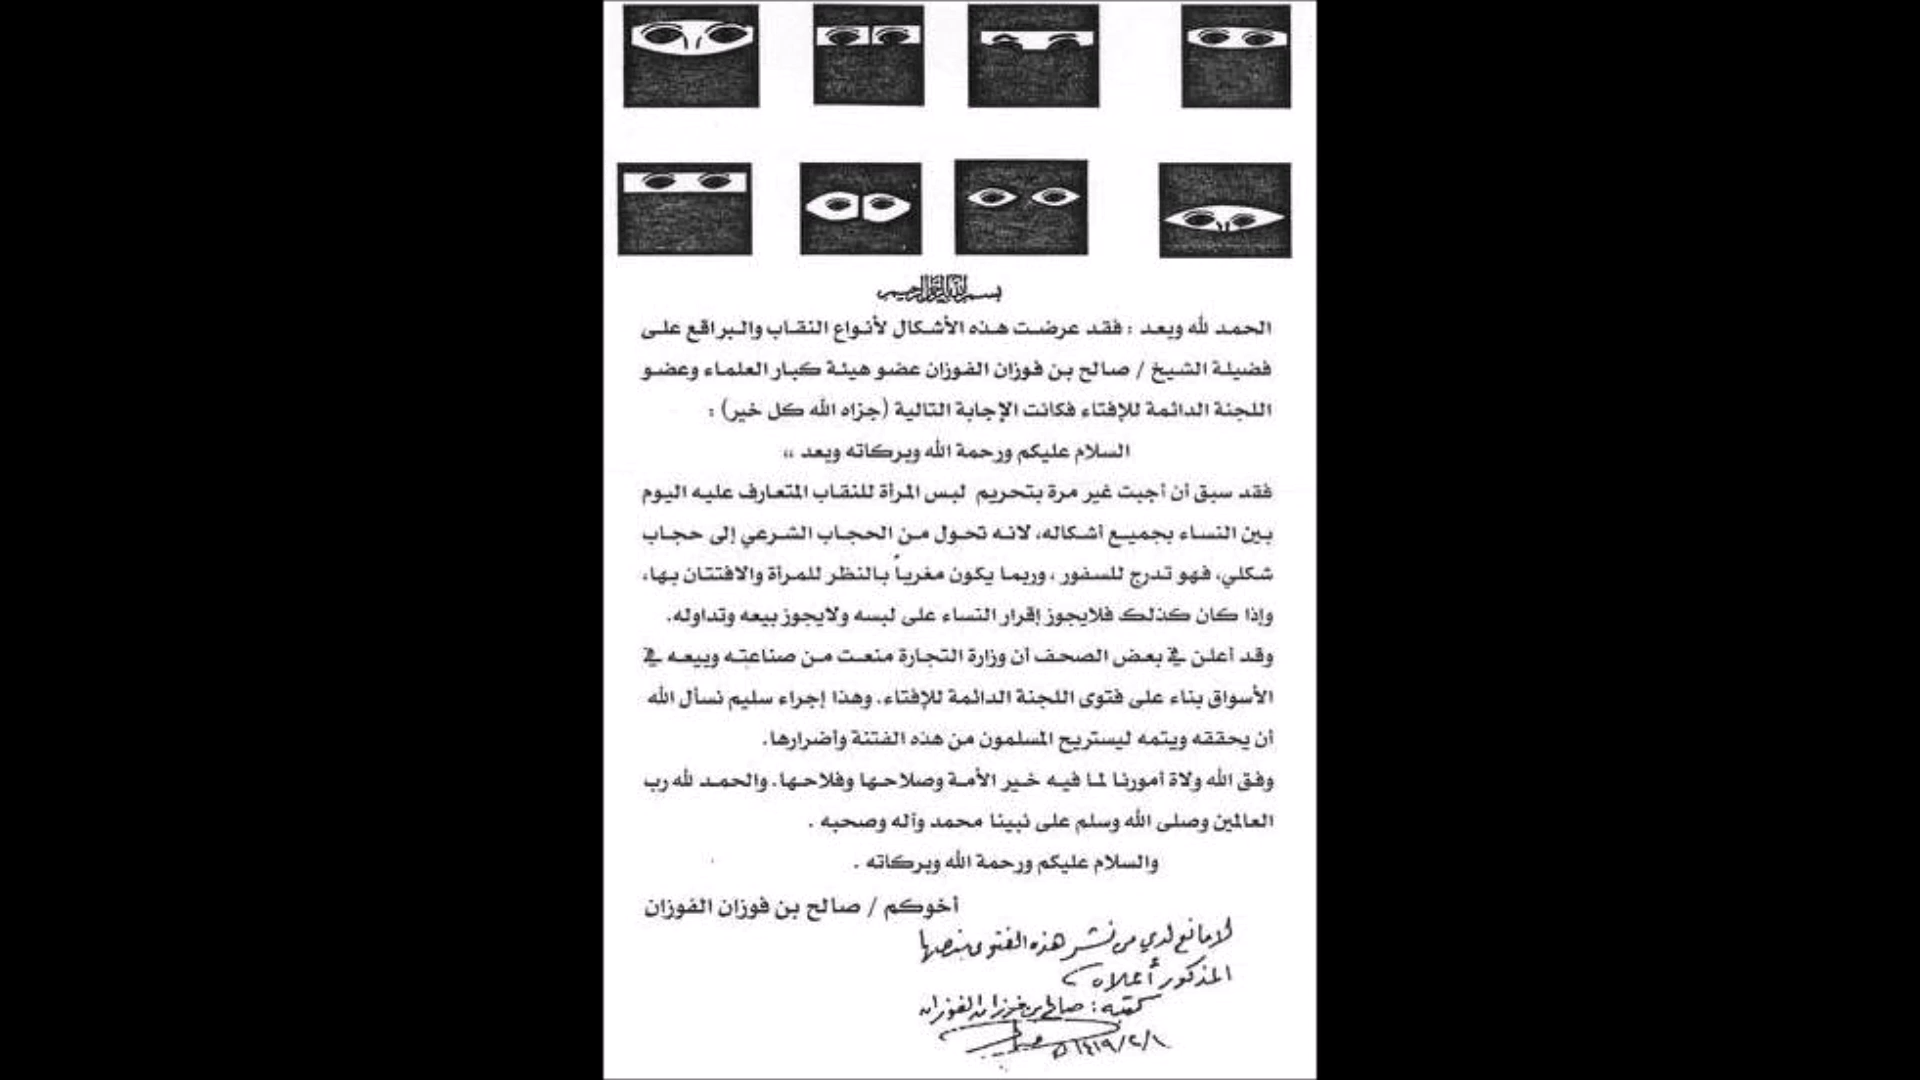 بسم الله الرحمن الرحيم
الحمد لله وبعد : فقد عرضت هذه الأشكال لأنواع النقاب والبراقع على
فضيلة الشيخ / صالح بن فوزان الفوزان عضو هيئة كبار العلماء وعضو
اللجنة الدائمة للإفتاء فكانت الإجابة التالية (جزاه الله كل خير) :
السلام عليكم ورحمة الله وبركاته وبعد ،،
فقد سبق أن أجبت غير مرة بتحريم لبس المرأة للنقاب المتعارف عليه اليوم
بين النساء بجميع أشكاله، لانه تحول من الحجاب الشرعي إلى حجاب
شكلي، فهو تدرج للسفور ، وربما يكون مغرياً بالنظر للمرأة والافتتان بها،
وإذا كان كذلك فلايجوز إقرار النساء على لبسه ولايجوز بيعه وتداوله.
وقد أعلن في بعض الصحف أن وزارة التجارة منعت من صناعته وبيعه في
الأسواق بناء على فتوى اللجنة الدائمة للإفتاء. وهذا إجراء سليم نسأل الله
أن يحققه ويتمه ليستريح المسلمون من هذه الفتنة وأضرارها.
وفق الله ولاة أمورنا لما فيه خير الأمة وصلاحها وفلاحها. والحمد لله رب
العالمين وصلى الله وسلم على نبينا محمد وآله وصحبه .
والسلام عليكم ورحمة الله وبركاته .
أخوكم / صالح بن فوزان الفوزان
لا مانع لدي من نشر هذه الفتوى بنصها
المذكور أعلاه
كتبه : صالح بن فوزان الفوزان
١٤١٩/٢/١هـ